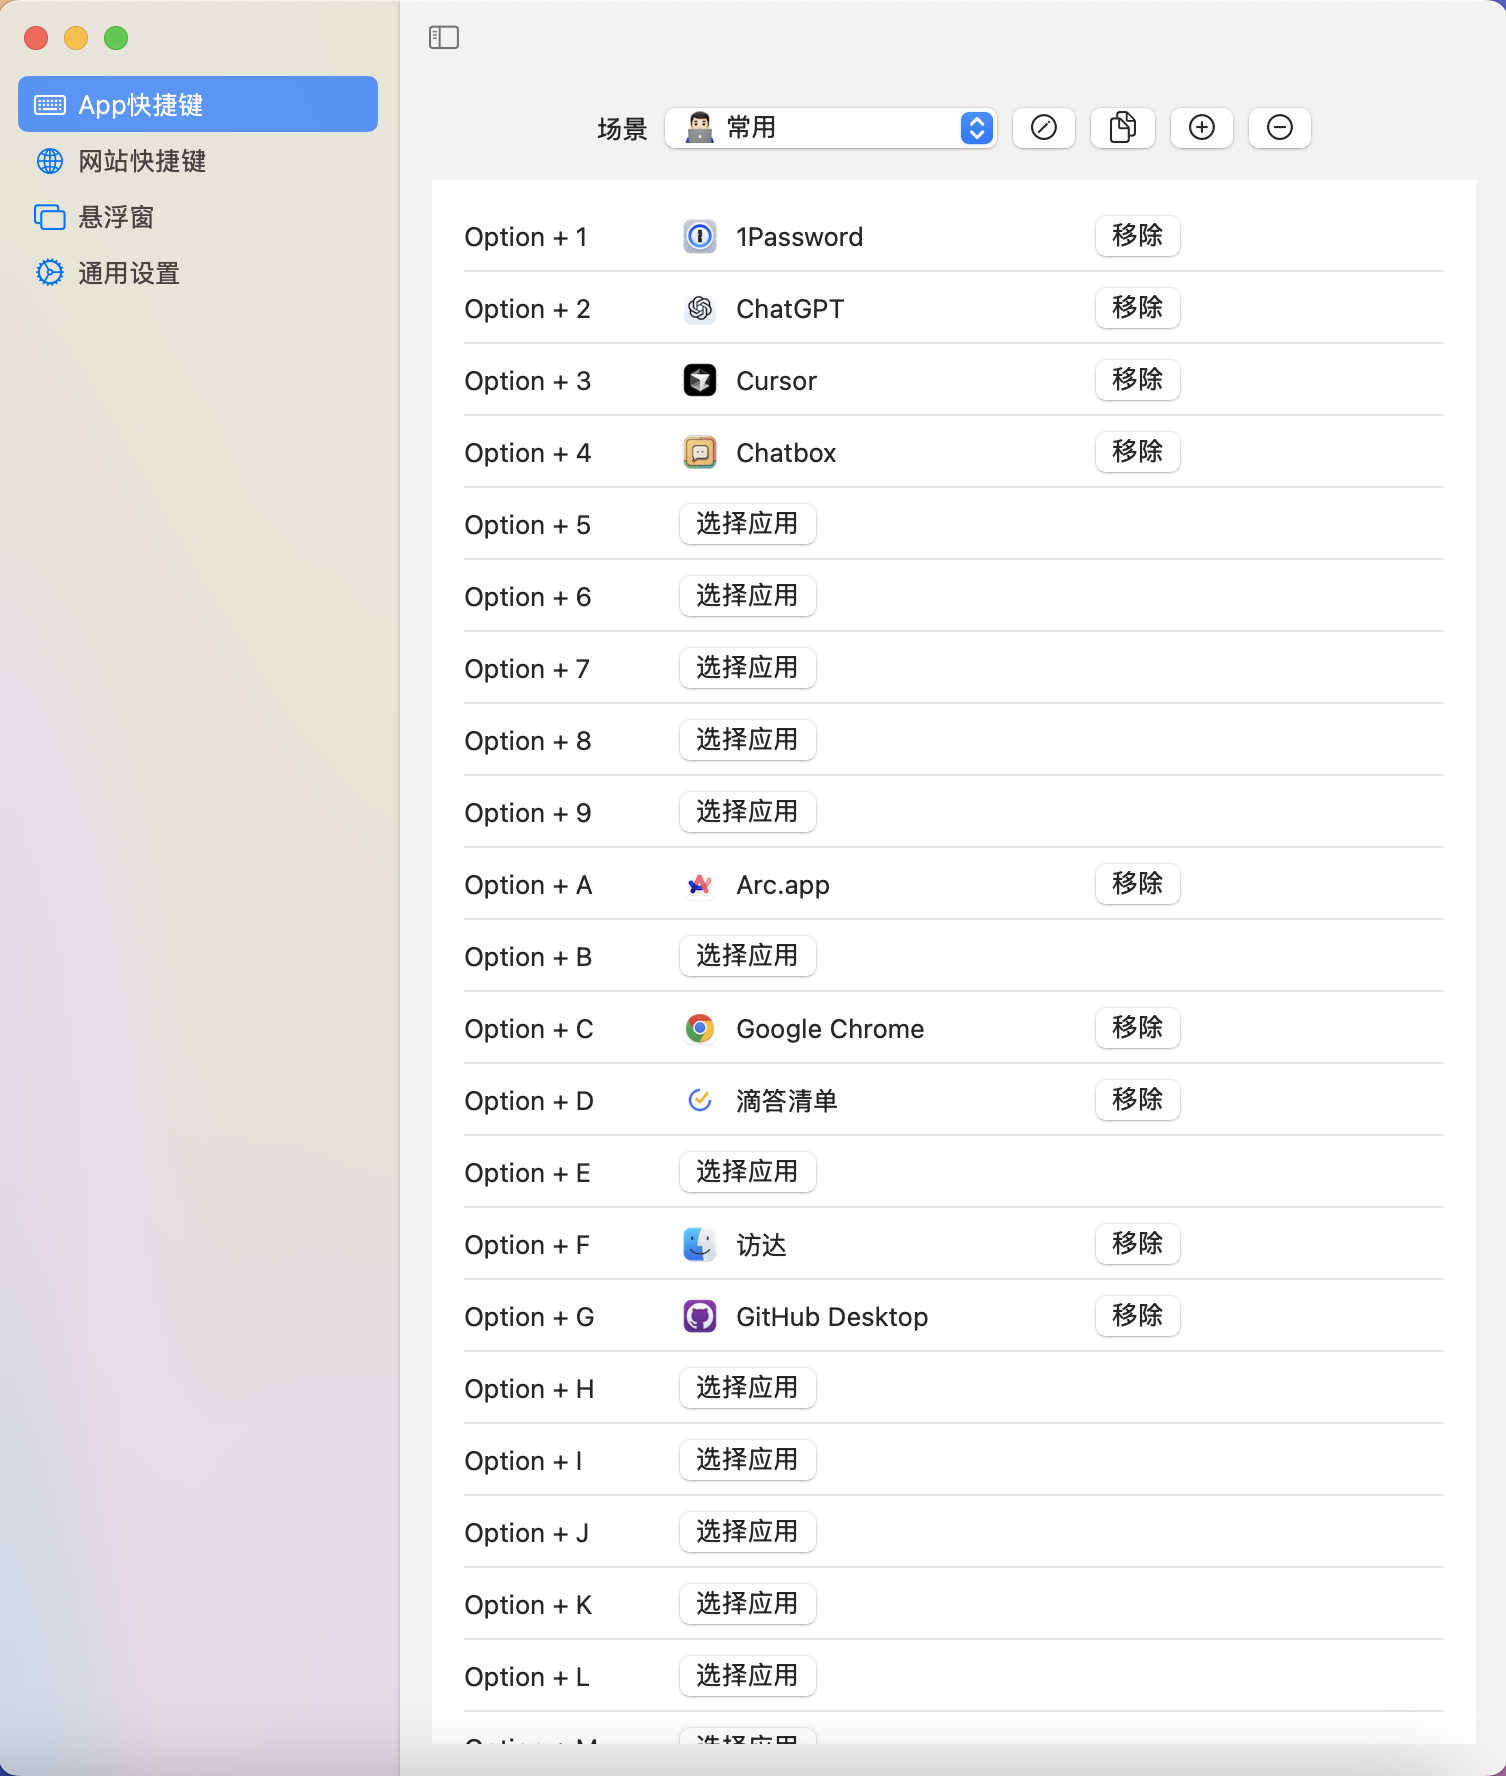 App快捷键
网站快捷键
悬浮窗
通用设置
场景 常用
Option + 1 1Password 移除
Option + 2 ChatGPT 移除
Option + 3 Cursor 移除
Option + 4 Chatbox 移除
Option + 5 选择应用
Option + 6 选择应用
Option + 7 选择应用
Option + 8 选择应用
Option + 9 选择应用
Option + A Arc.app 移除
Option + B 选择应用
Option + C Google Chrome 移除
Option + D 滴答清单 移除
Option + E 选择应用
Option + F 访达 移除
Option + G GitHub Desktop 移除
Option + H 选择应用
Option + I 选择应用
Option + J 选择应用
Option + K 选择应用
Option + L 选择应用
Option + M 选择应用